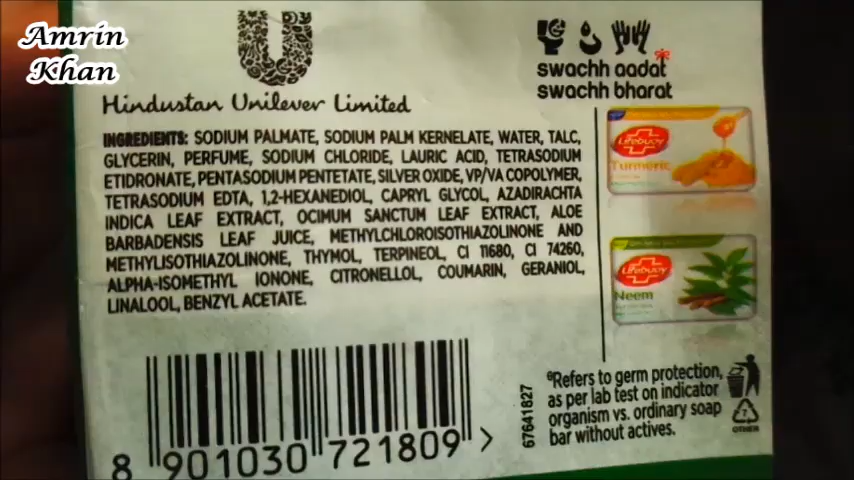 Amrin
Khan
Hindustan Unilever Limited
swachh aadat
swachh bharat
INGREDIENTS: SODIUM PALMATE, SODIUM PALM KERNELATE, WATER, TALC,
GLYCERIN, PERFUME, SODIUM CHLORIDE, LAURIC ACID, TETRASODIUM
ETIDRONATE, PENTASODIUM PENTETATE, SILVER OXIDE, VP/VA COPOLYMER,
TETRASODIUM EDTA, 1,2-HEXANEDIOL, CAPRYL GLYCOL, AZADIRACHTA
INDICA LEAF EXTRACT, OCIMUM SANCTUM LEAF EXTRACT, ALOE
BARBADENSIS LEAF JUICE, METHYLCHLOROISOTHIAZOLINONE AND
METHYLISOTHIAZOLINONE, THYMOL, TERPINEOL, CI 11680, CI 74260,
ALPHA-ISOMETHYL IONONE, CITRONELLOL, COUMARIN, GERANIOL,
LINALOOL, BENZYL ACETATE.
Lifebuoy
Turmeric
Lifebuoy
Neem
8 901030 721809 >
67641827
@Refers to germ protection,
as per lab test on indicator
organism vs. ordinary soap
bar without actives.
7
OTHER